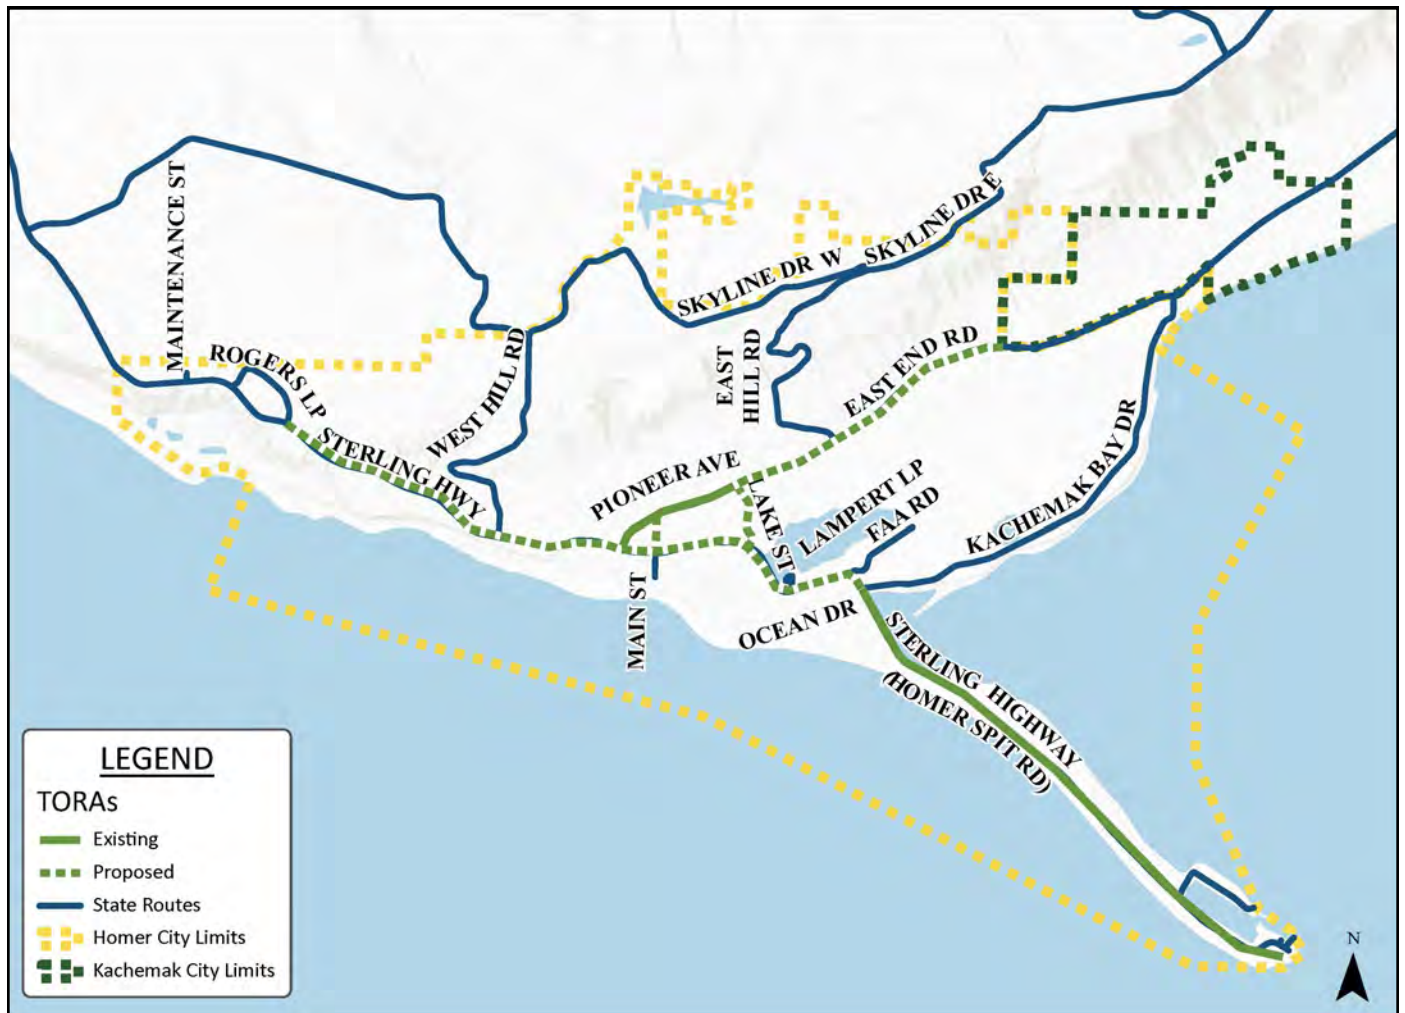 MAINTENANCE ST
ROGERS LP
STERLING HWY
WEST HILL RD
SKYLINE DR W
SKYLINE DR E
EAST
HILL RD
EAST END RD
PIONEER AVE
LAKE ST
LAMPERT LP
FAA RD
KACHEMAK BAY DR
MAIN ST
OCEAN DR
STERLING HIGHWAY
(HOMER SPIT RD)
LEGEND
TORAs
Existing
Proposed
State Routes
Homer City Limits
Kachemak City Limits
N